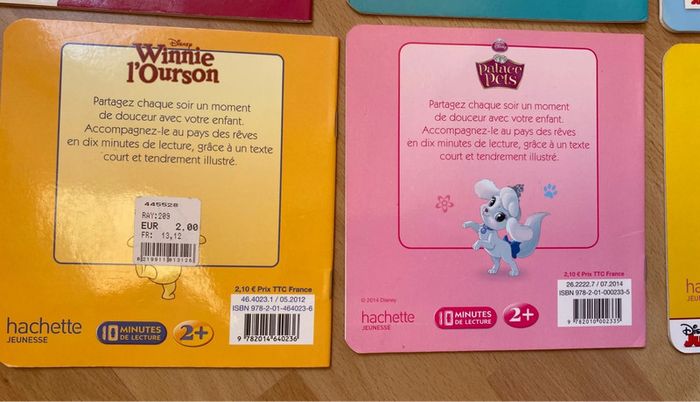 Disney
Winnie
l'Ourson
Partagez chaque soir un moment
de douceur avec votre enfant.
Accompagnez-le au pays des rêves
en dix minutes de lecture, grâce à un texte
court et tendrement illustré.
445528
RAY:209
EUR 2,00
FR: 13,12
2,10 € Prix TTC France
46.4023.1 / 05.2012
ISBN 978-2-01-464023-6
9 782014 640236
hachette
JEUNESSE
10 MINUTES
DE LECTURE
2+
Palace
Pets
Partagez chaque soir un moment
de douceur avec votre enfant.
Accompagnez-le au pays des rêves
en dix minutes de lecture, grâce à un texte
court et tendrement illustré.
© 2014 Disney
2,10 € Prix TTC France
26.2222.7 / 07.2014
ISBN 978-2-01-000233-5
9 782010 002335
hachette
JEUNESSE
10 MINUTES
DE LECTURE
2+